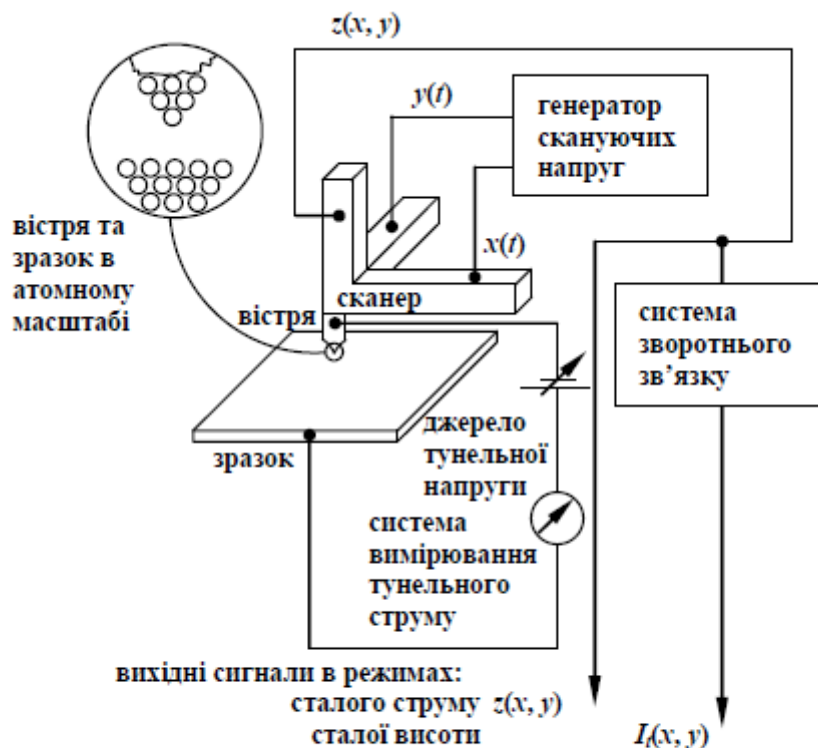 z(x, y)
y(t)
генератор
скануючих
напруг
вістря та
зразок в
атомному
масштабі
x(t)
сканер
вістря
система
зворотнього
зв’язку
зразок
джерело
тунельної
напруги
система
вимірювання
тунельного
струму
вихідні сигнали в режимах:
сталого струму z(x, y)
сталої висоти I_t(x, y)